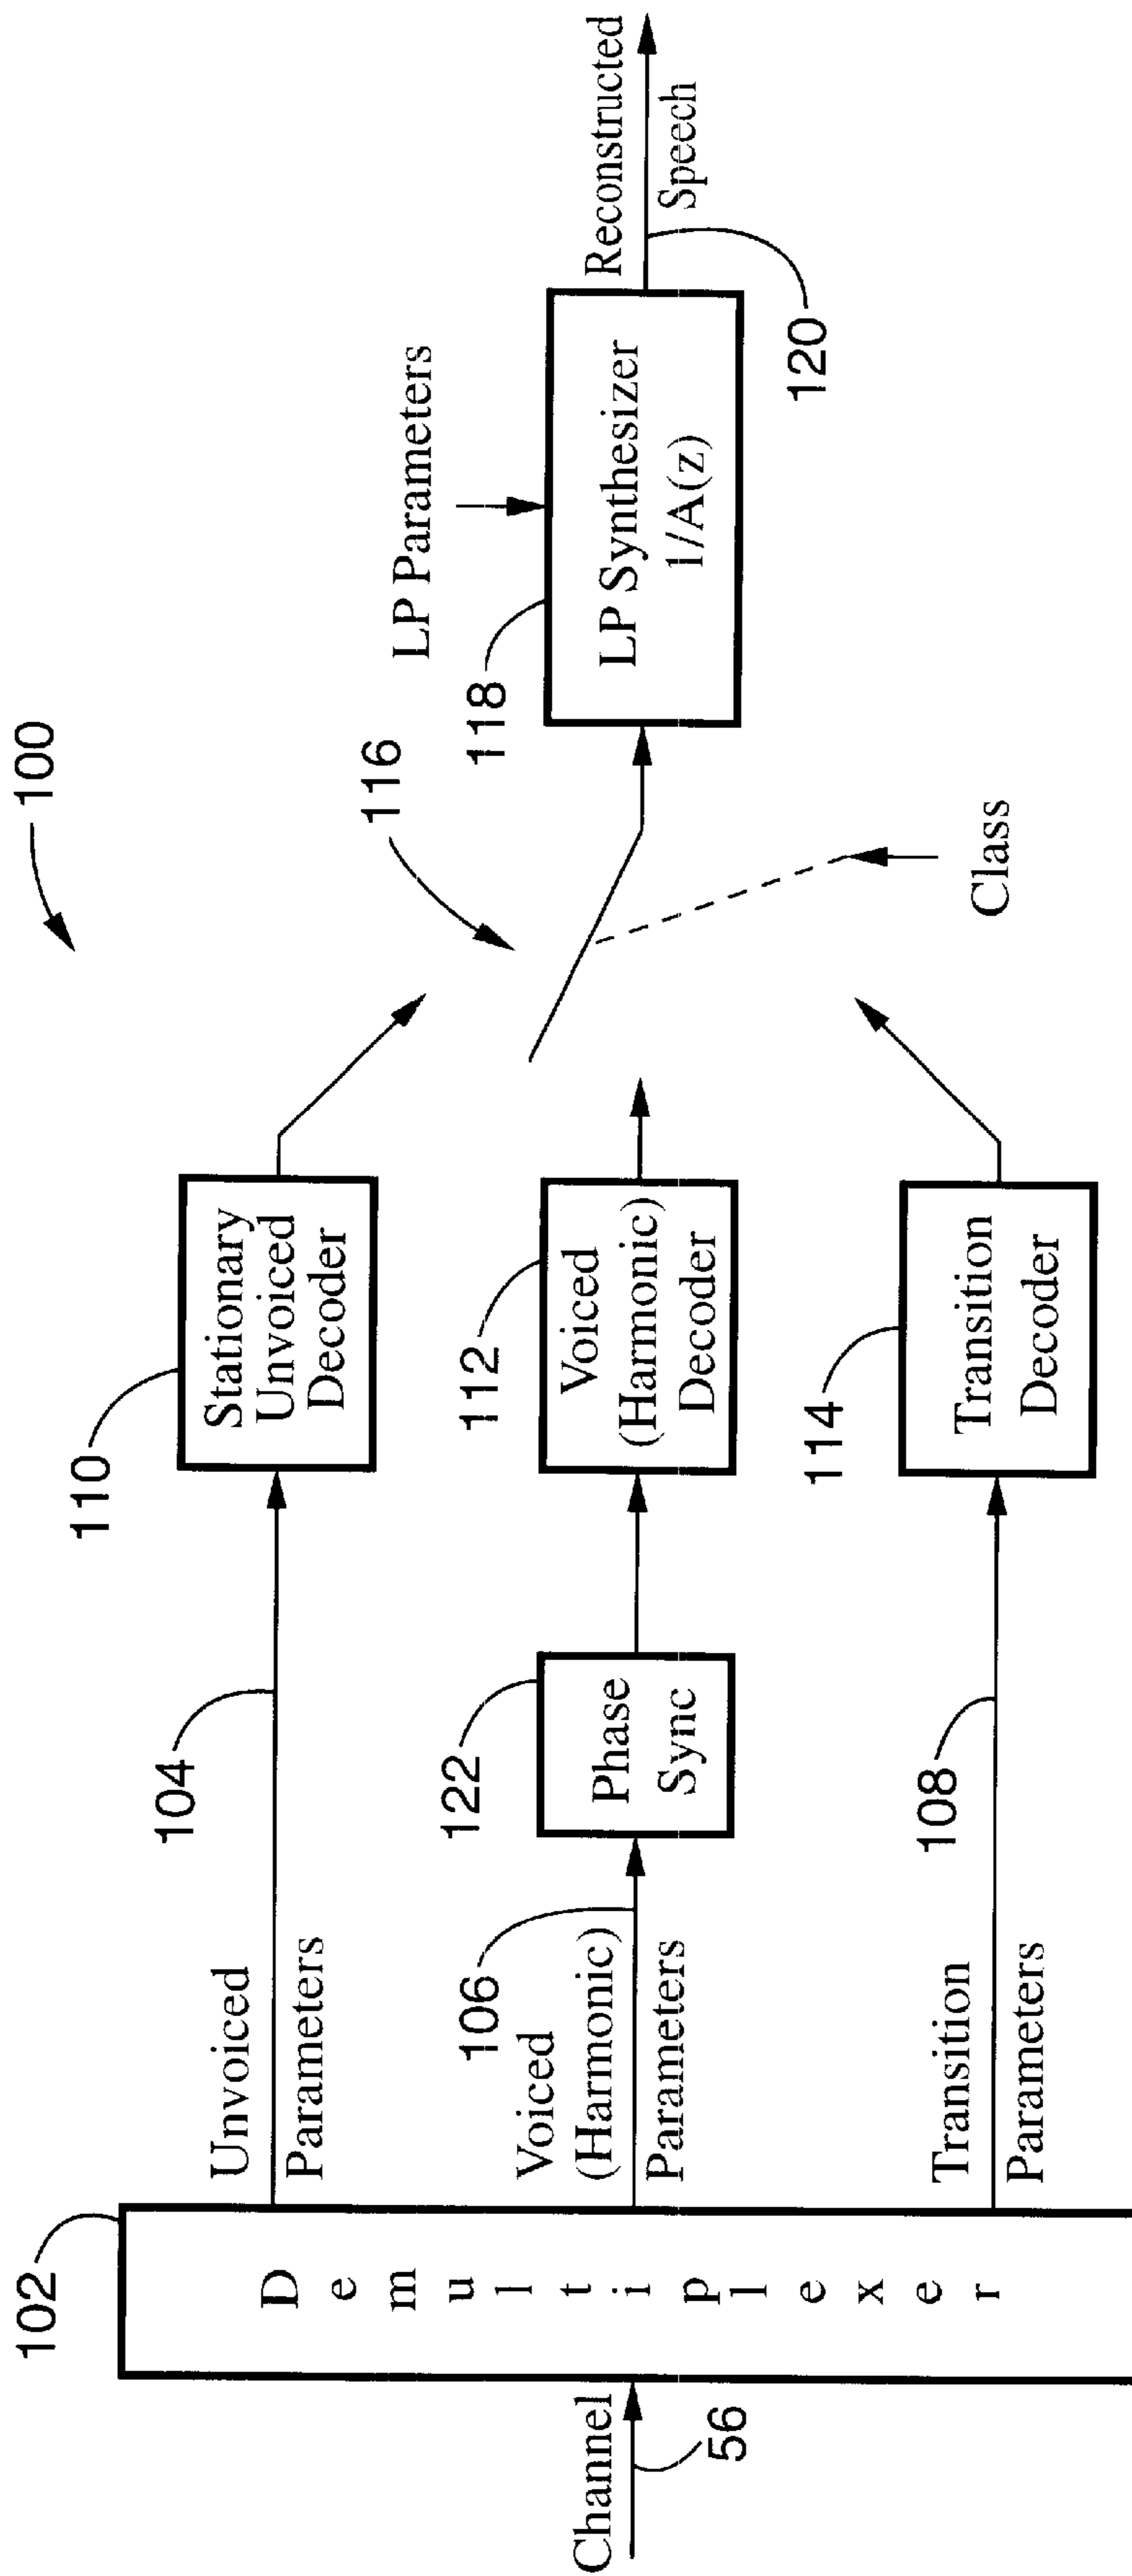 100
102
Channel
56
Demultiplexer
Unvoiced
Parameters
104
110
Stationary
Unvoiced
Decoder
Voiced
(Harmonic)
Parameters
106
122
Phase
Sync
112
Voiced
(Harmonic)
Decoder
Transition
Parameters
108
114
Transition
Decoder
116
Class
LP Parameters
118
LP Synthesizer
1/A(z)
Reconstructed
Speech
120